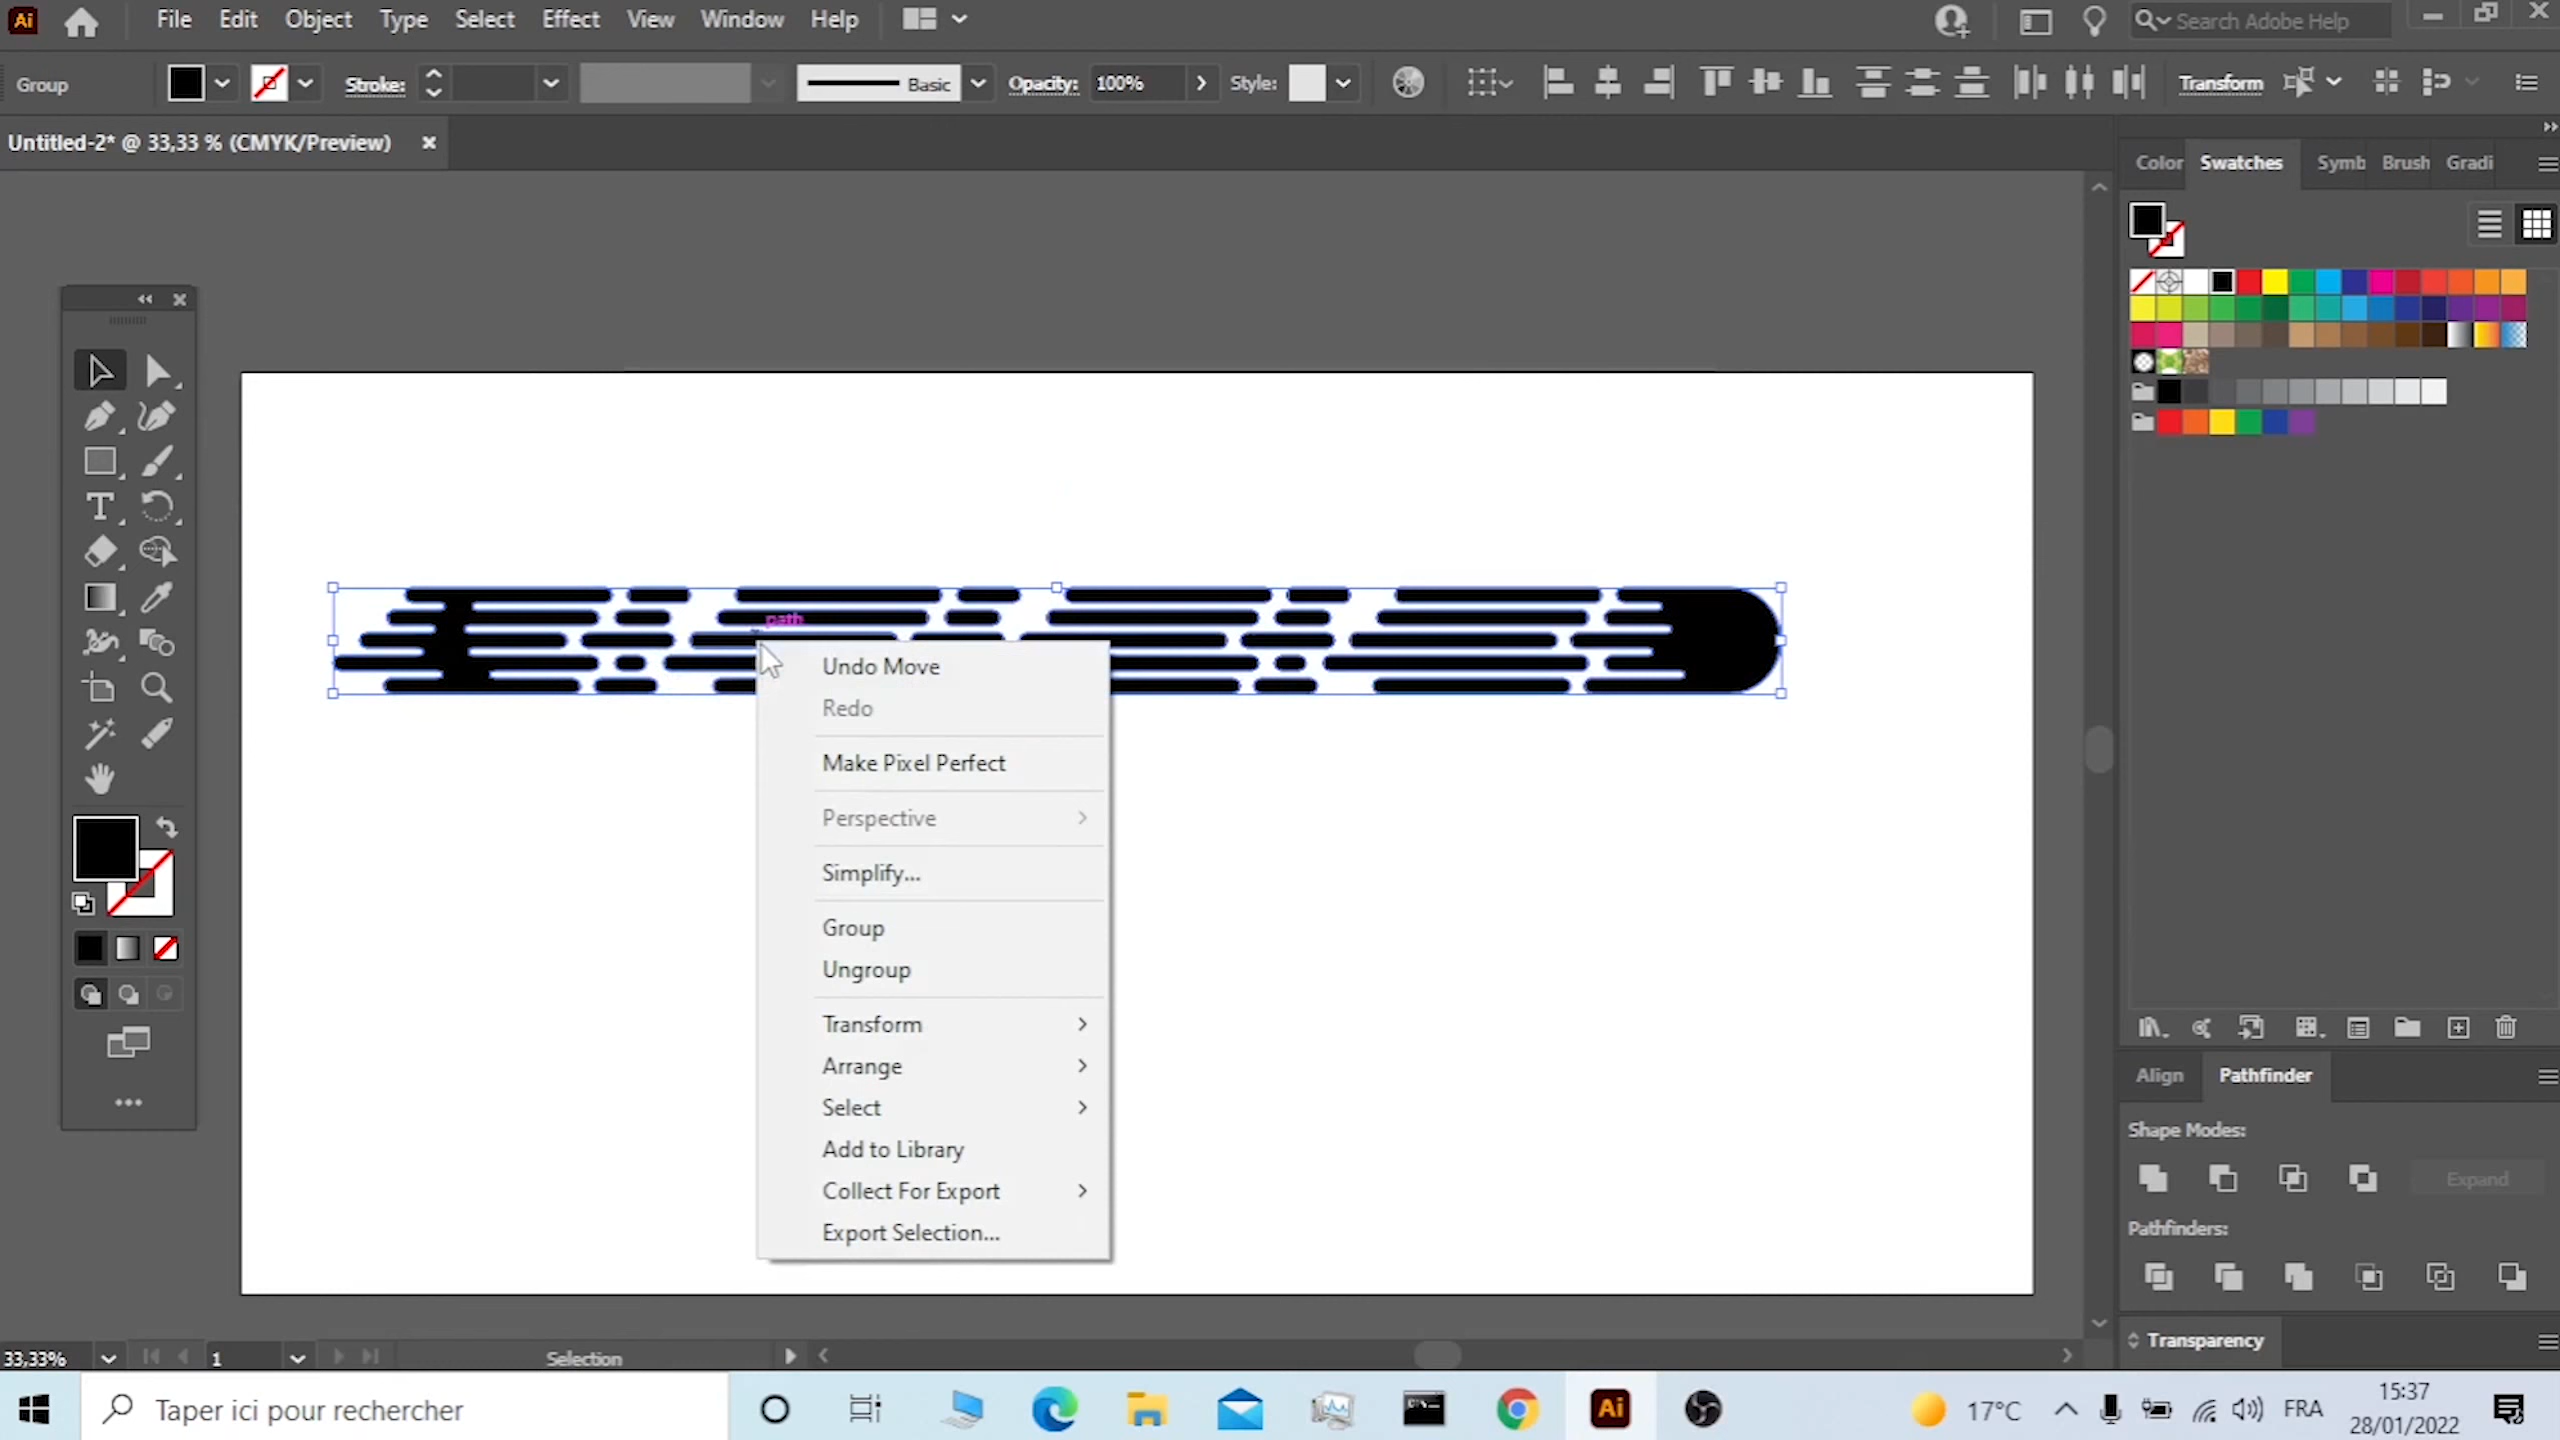 Ai File Edit Object Type Select Effect View Window Help Search Adobe Help
Group Stroke: Basic Opacity: 100% Style: Transform
Untitled-2* @ 33,33 % (CMYK/Preview)
Color Swatches Symb Brush Gradi
path
Undo Move
Redo
Make Pixel Perfect
Perspective
Simplify...
Group
Ungroup
Transform
Arrange
Select
Add to Library
Collect For Export
Export Selection...
Align Pathfinder
Shape Modes:
Expand
Pathfinders:
Transparency
33,33% 1 Selection
Taper ici pour rechercher Ai 17°C FRA 15:37
28/01/2022